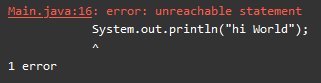 Main.java:16: error: unreachable statement
System.out.println("hi World");
^
1 error